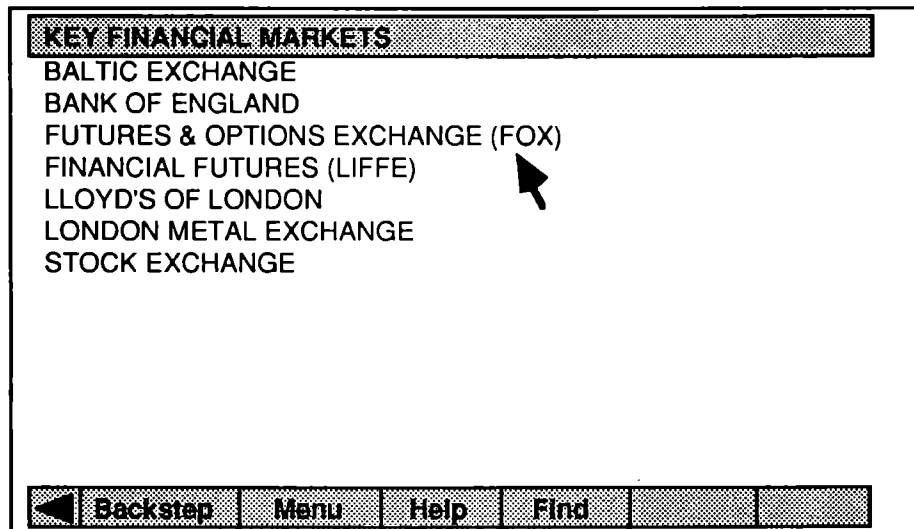 KEY FINANCIAL MARKETS
BALTIC EXCHANGE
BANK OF ENGLAND
FUTURES & OPTIONS EXCHANGE (FOX)
FINANCIAL FUTURES (LIFFE)
LLOYD'S OF LONDON
LONDON METAL EXCHANGE
STOCK EXCHANGE
Backstep Menu Help Find